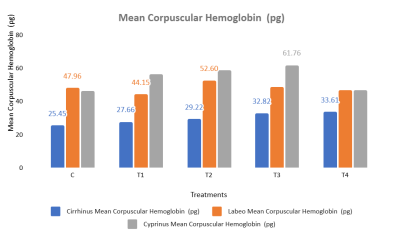 Mean Corpuscular Hemoglobin (pg)
Mean Corpuscular Hemoglobin (pg)
80
60
40
20
0
25.45
47.96
27.66
44.15
29.22
52.60
32.82
61.76
33.61
C
T1
T2
T3
T4
Treatments
Cirrhinus Mean Corpuscular Hemoglobin (pg)
Labeo Mean Corpuscular Hemoglobin (pg)
Cyprinus Mean Corpuscular Hemoglobin (pg)